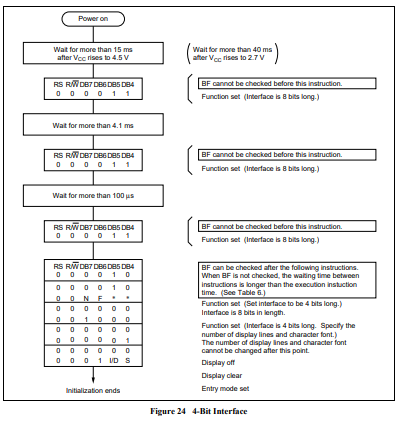 Power on
Wait for more than 15 ms
after VCC rises to 4.5 V
Wait for more than 40 ms
after VCC rises to 2.7 V
RS R/W DB7 DB6 DB5 DB4
0 0 0 0 1 1
BF cannot be checked before this instruction.
Function set (Interface is 8 bits long.)
Wait for more than 4.1 ms
RS R/W DB7 DB6 DB5 DB4
0 0 0 0 1 1
BF cannot be checked before this instruction.
Function set (Interface is 8 bits long.)
Wait for more than 100 µs
RS R/W DB7 DB6 DB5 DB4
0 0 0 0 1 1
BF cannot be checked before this instruction.
Function set (Interface is 8 bits long.)
RS R/W DB7 DB6 DB5 DB4
0 0 0 0 1 0
0 0 0 0 1 0
0 0 N F * *
0 0 0 0 0 0
0 0 1 0 0 0
0 0 0 0 0 0
0 0 0 0 0 1
0 0 0 0 0 0
0 0 0 1 I/D S
BF can be checked after the following instructions.
When BF is not checked, the waiting time between
instructions is longer than the execution instuction
time. (See Table 6.)
Function set (Set interface to be 4 bits long.)
Interface is 8 bits in length.
Function set (Interface is 4 bits long. Specify the
number of display lines and character font.)
The number of display lines and character font
cannot be changed after this point.
Display off
Display clear
Entry mode set
Initialization ends
Figure 24 4-Bit Interface